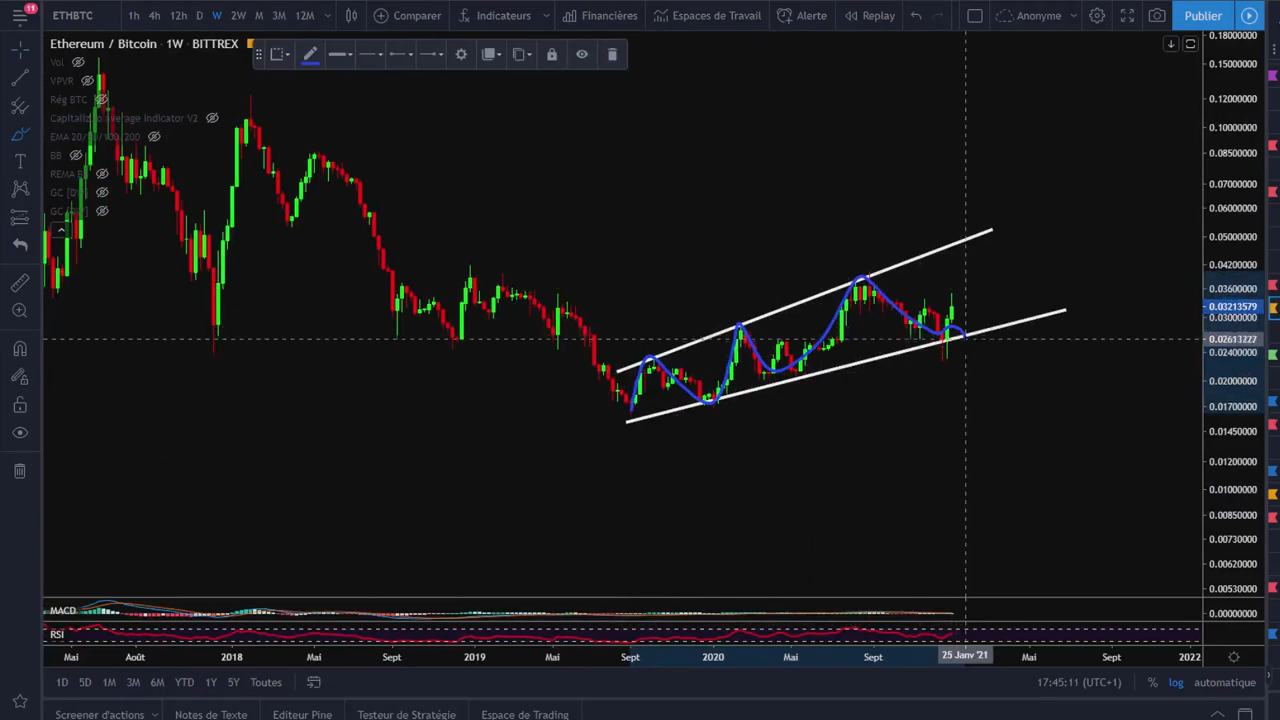 11
ETHBTC 1h 4h 12h D W 2W M 3M 12M Comparer Indicateurs Financières Espaces de Travail Alerte Replay Anonyme Publier
Ethereum / Bitcoin · 1W · BITTREX
Vol
VPVR
Rég BTC
average Indicator V2
BB
0.18000000
0.15000000
0.12000000
0.10000000
0.08500000
0.07000000
0.06000000
0.05000000
0.04200000
0.03600000
0.03213579
0.03000000
0.02613227
0.02400000
0.02000000
0.01700000
0.01450000
0.01200000
0.01000000
0.00850000
0.00730000
0.00620000
0.00530000
MACD 0.00000000
RSI
Mai Août 2018 Mai Sept 2019 Mai Sept 2020 Mai Sept 25 Janv '21 Mai Sept 2022
1D 5D 1M 3M 6M YTD 1Y 5Y Toutes 17:45:11 (UTC+1) % log automatique
Screener d'actions Notes de Texte Editeur Pine Testeur de Stratégie Espace de Trading